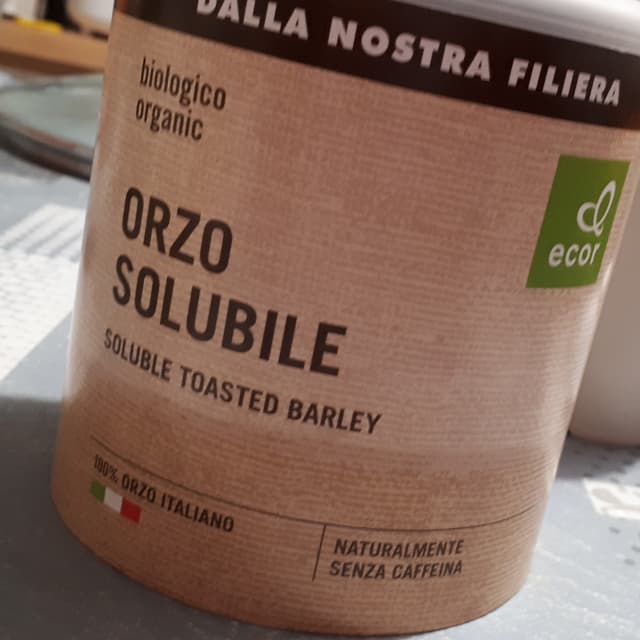 DALLA NOSTRA FILIERA
biologico
organic
ecor
ORZO
SOLUBILE
SOLUBLE TOASTED BARLEY
100% ORZO ITALIANO
NATURALMENTE
SENZA CAFFEINA